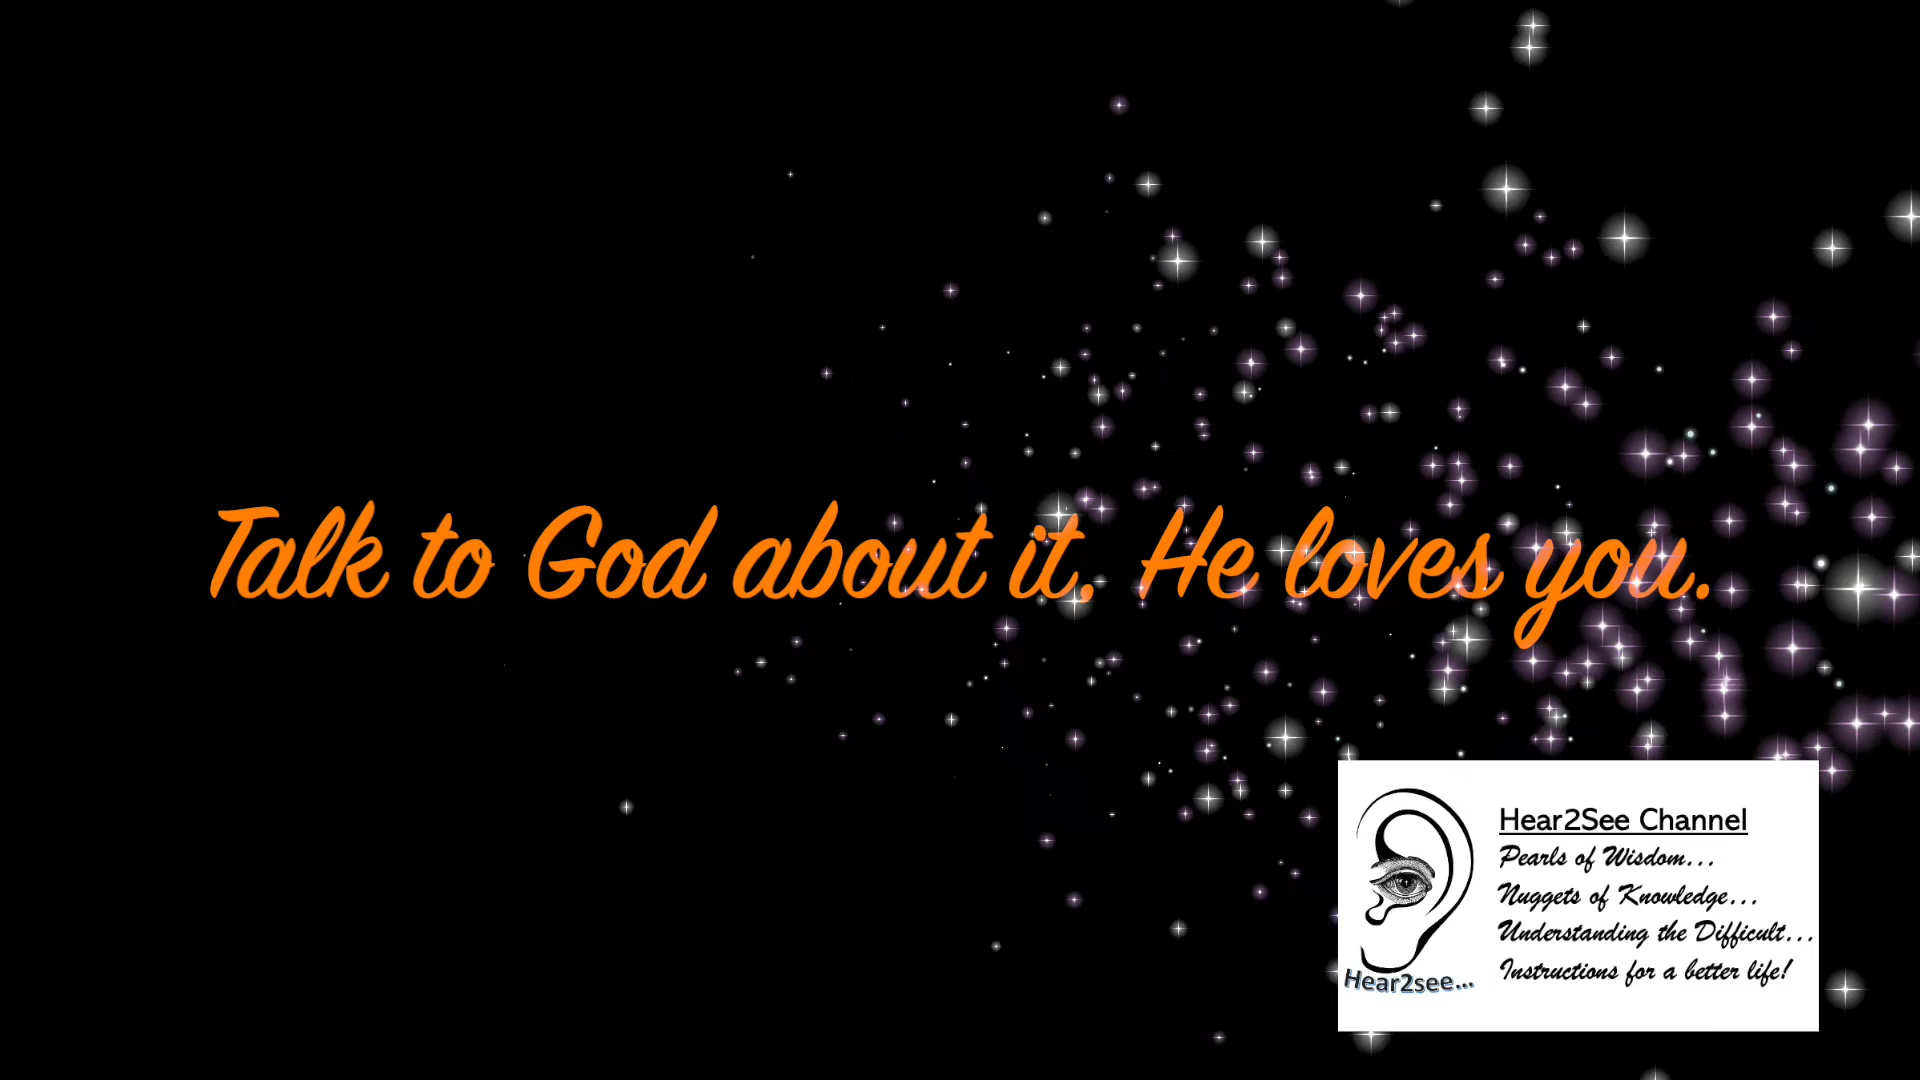 Talk to God about it, He loves you.
Hear2See Channel
Pearls of Wisdom...
Nuggets of Knowledge...
Understanding the Difficult...
Instructions for a better life!
Hear2see...